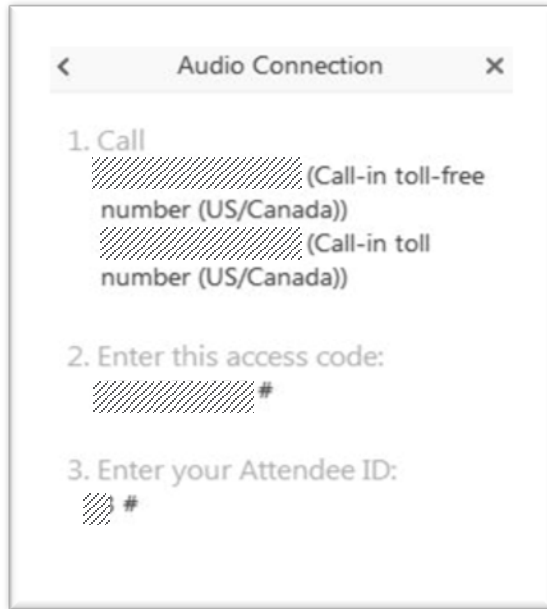 < Audio Connection ×
1. Call
(Call-in toll-free
number (US/Canada))
(Call-in toll
number (US/Canada))
2. Enter this access code:
#
3. Enter your Attendee ID:
#